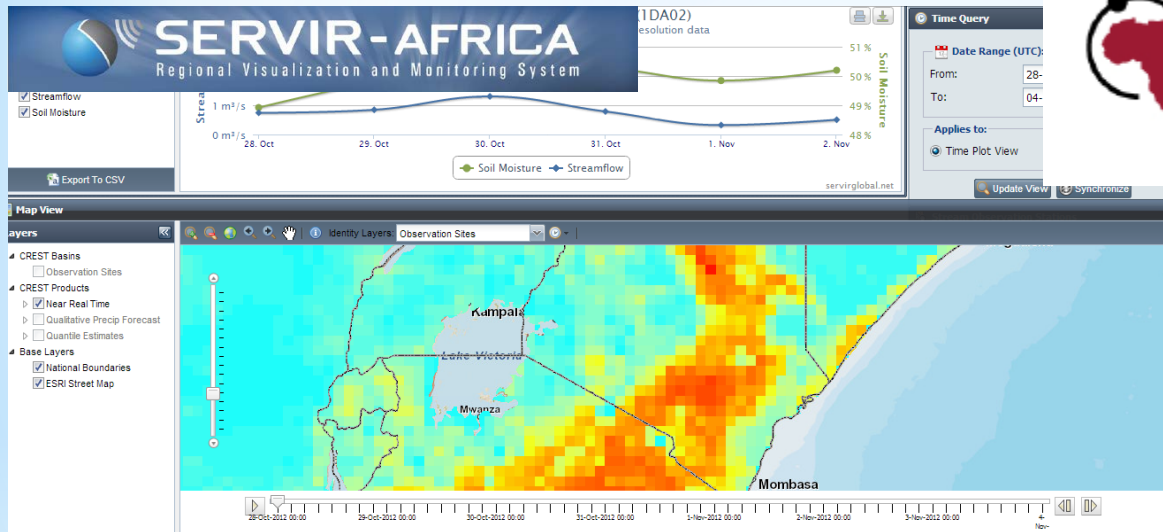 SERVIR-AFRICA
Regional Visualization and Monitoring System
(1DA02)
esolution data
51 %
50 %
49 %
48 %
Soil Moisture
Strea
1 m³/s
0 m³/s
28. Oct 29. Oct 30. Oct 31. Oct 1. Nov 2. Nov
Soil Moisture Streamflow
servirglobal.net
Streamflow
Soil Moisture
Export To CSV
Time Query
Date Range (UTC):
From: 28-
To: 04-
Applies to:
Time Plot View
Update View Synchronize
Map View
ayers
Identity Layers: Observation Sites
CREST Basins
Observation Sites
CREST Products
Near Real Time
Qualitative Precip Forecast
Quantile Estimates
Base Layers
National Boundaries
ESRI Street Map
Kampala
Lake Victoria
Mwanza
Mombasa
28-Oct-2012 00:00 29-Oct-2012 00:00 30-Oct-2012 00:00 31-Oct-2012 00:00 1-Nov-2012 00:00 2-Nov-2012 00:00 3-Nov-2012 00:00 4-
Nov-